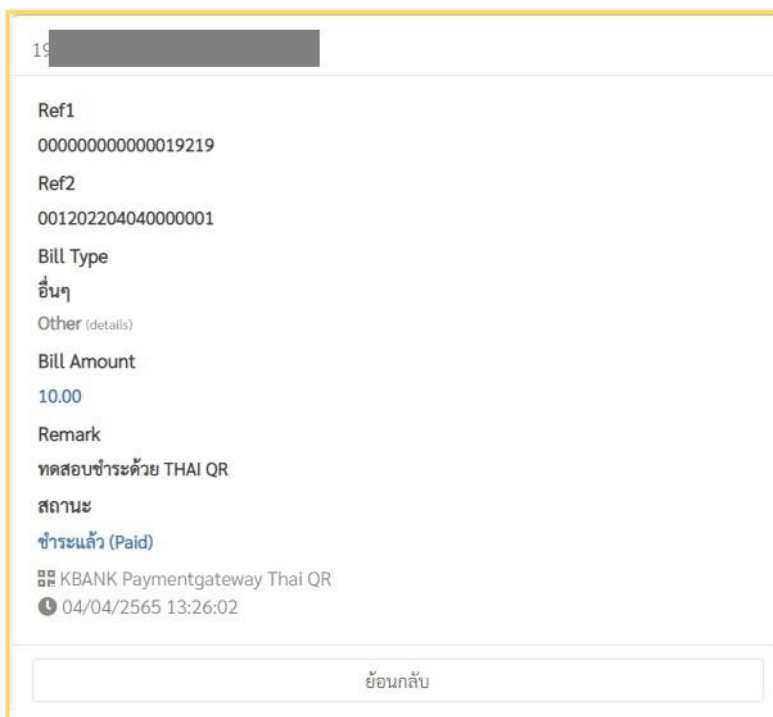 19
Ref1
000000000000019219
Ref2
001202204040000001
Bill Type
อื่นๆ
Other (details)
Bill Amount
10.00
Remark
ทดสอบชำระด้วย THAI QR
สถานะ
ชำระแล้ว (Paid)
KBANK Paymentgateway Thai QR
04/04/2565 13:26:02
ย้อนกลับ